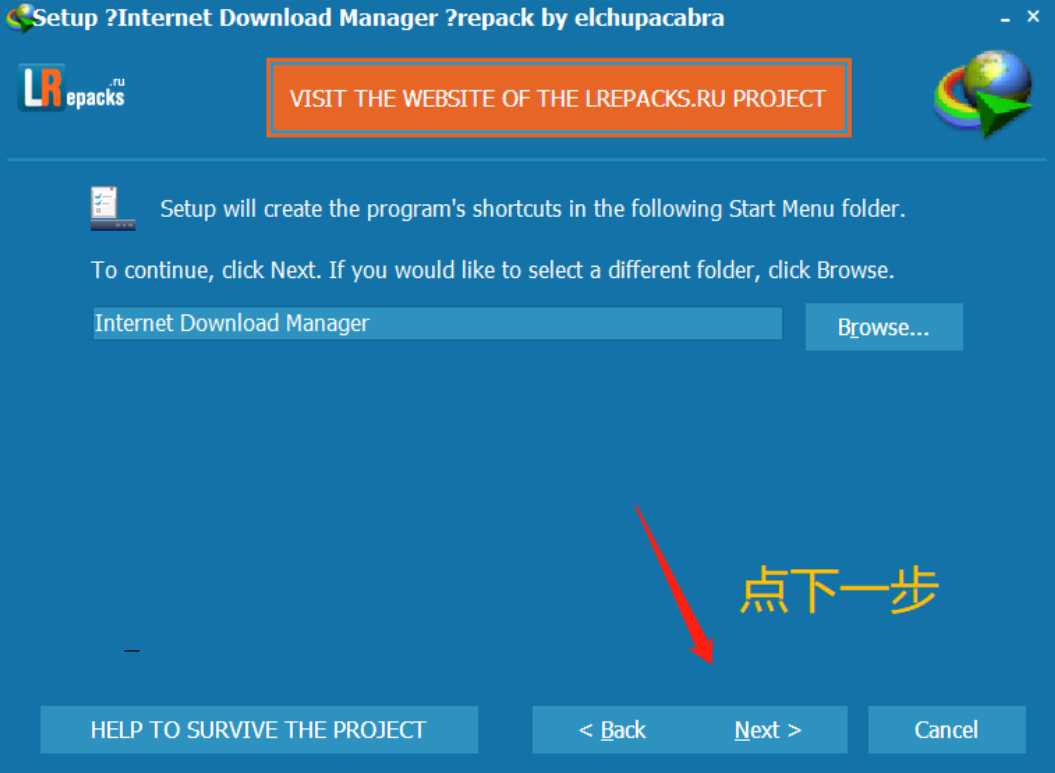 Setup ?Internet Download Manager ?repack by elchupacabra
LR epacks .ru
VISIT THE WEBSITE OF THE LREPACKS.RU PROJECT
Setup will create the program's shortcuts in the following Start Menu folder.
To continue, click Next. If you would like to select a different folder, click Browse.
Internet Download Manager
Browse...
点下一步
HELP TO SURVIVE THE PROJECT
< Back
Next >
Cancel